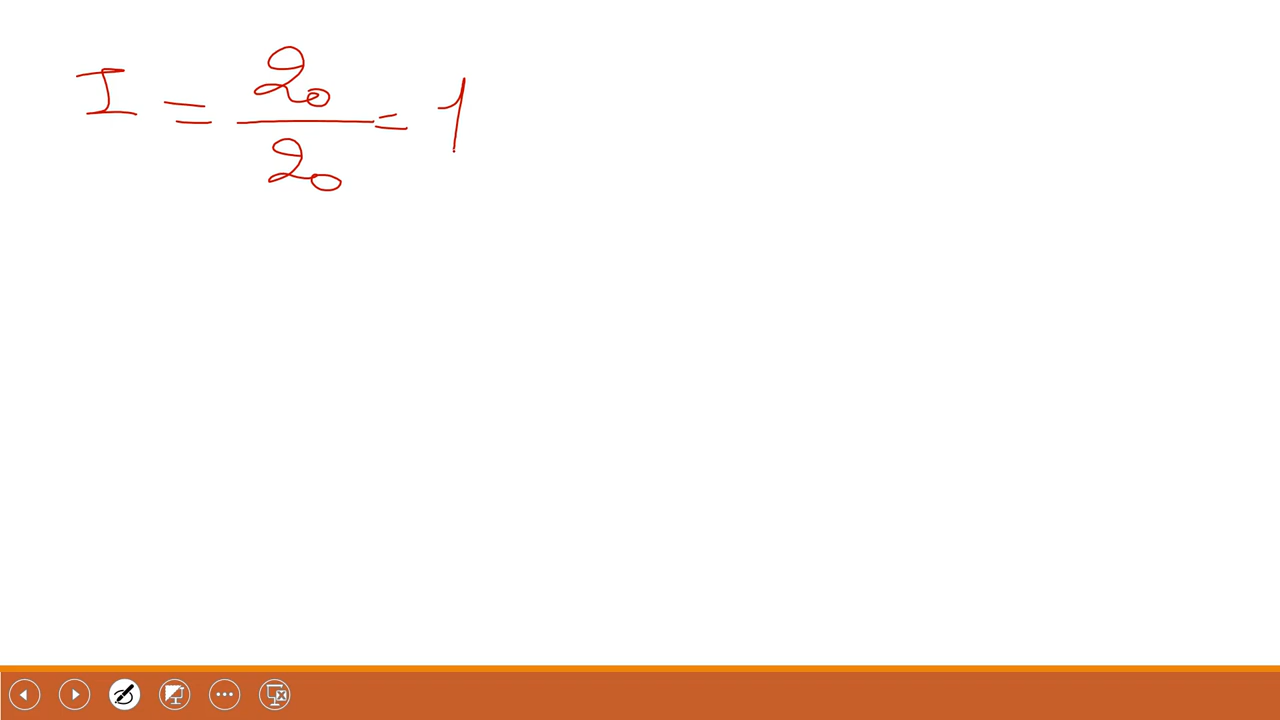 I = 20/20 = 1